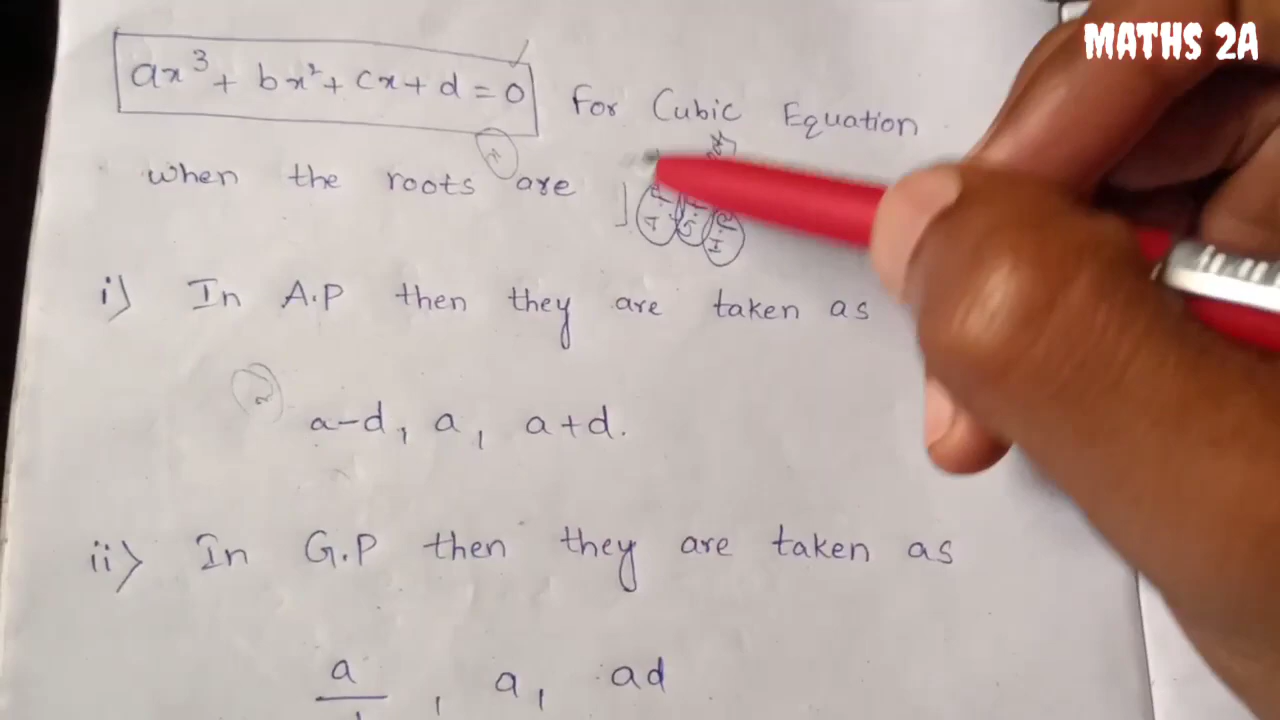 MATHS 2A
ax³ + bx² + cx + d = 0 For Cubic Equation
when the roots are
i) In A.P then they are taken as
a-d, a, a+d.
ii) In G.P then they are taken as
a , a, ad